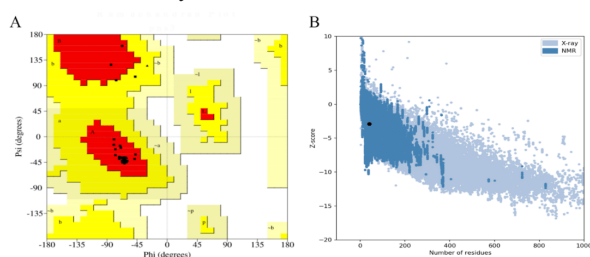 A
B
180
135
90
45
0
-45
-90
-135
-180 -135 -90 -45 0 45 90 135 180
Psi (degrees)
Phi (degrees)
b
~b
~b
b
~l
l
a
~a
~b
b
~p
p
~b
10
5
0
−5
−10
−15
−20
0 200 400 600 800 1000
Z-score
Number of residues
X-ray
NMR